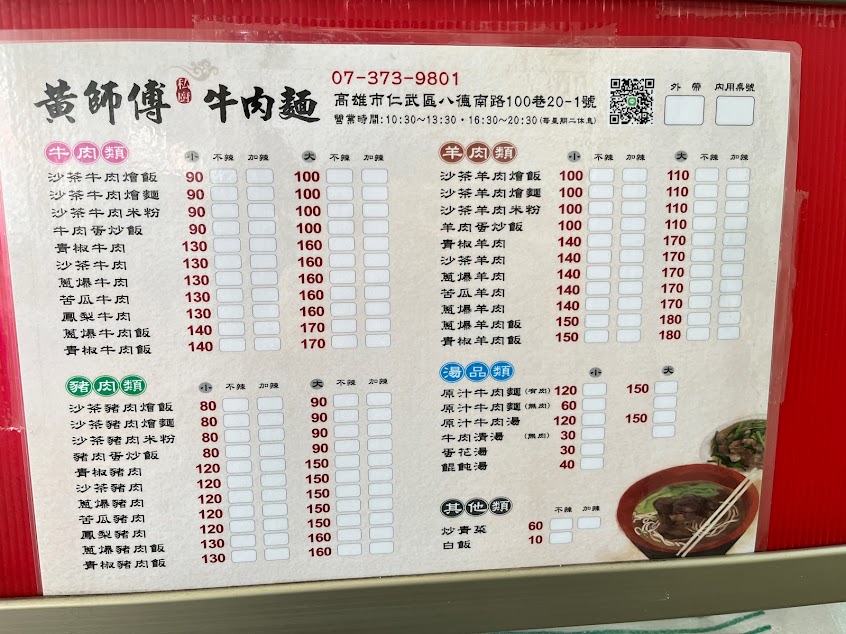 黃師傅 私廚 牛肉麵
07-373-9801
高雄市仁武區八德南路100巷20-1號
營業時間:10:30~13:30・16:30~20:30(每星期二休息)
外帶 內用桌號
牛肉類 小 不辣 加辣 大 不辣 加辣
沙茶牛肉燴飯 90 100
沙茶牛肉燴麵 90 100
沙茶牛肉米粉 90 100
牛肉蛋炒飯 90 100
青椒牛肉 130 160
沙茶牛肉 130 160
蔥爆牛肉 130 160
苦瓜牛肉 130 160
鳳梨牛肉 130 160
蔥爆牛肉飯 140 170
青椒牛肉飯 140 170
豬肉類 小 不辣 加辣 大 不辣 加辣
沙茶豬肉燴飯 80 90
沙茶豬肉燴麵 80 90
沙茶豬肉米粉 80 90
豬肉蛋炒飯 80 90
青椒豬肉 120 150
沙茶豬肉 120 150
蔥爆豬肉 120 150
苦瓜豬肉 120 150
鳳梨豬肉 120 150
蔥爆豬肉飯 130 160
青椒豬肉飯 130 160
羊肉類 小 不辣 加辣 大 不辣 加辣
沙茶羊肉燴飯 100 110
沙茶羊肉燴麵 100 110
沙茶羊肉米粉 100 110
羊肉蛋炒飯 100 110
青椒羊肉 140 170
沙茶羊肉 140 170
蔥爆羊肉 140 170
苦瓜羊肉 140 170
蔥爆羊肉 140 170
蔥爆羊肉飯 150 180
青椒羊肉飯 150 180
湯品類 小 大
原汁牛肉麵(有肉) 120 150
原汁牛肉麵(無肉) 60
原汁牛肉湯 120 150
牛肉清湯 (無肉) 30
蛋花湯 30
餛飩湯 40
其他類 不辣 加辣
炒青菜 60
白飯 10